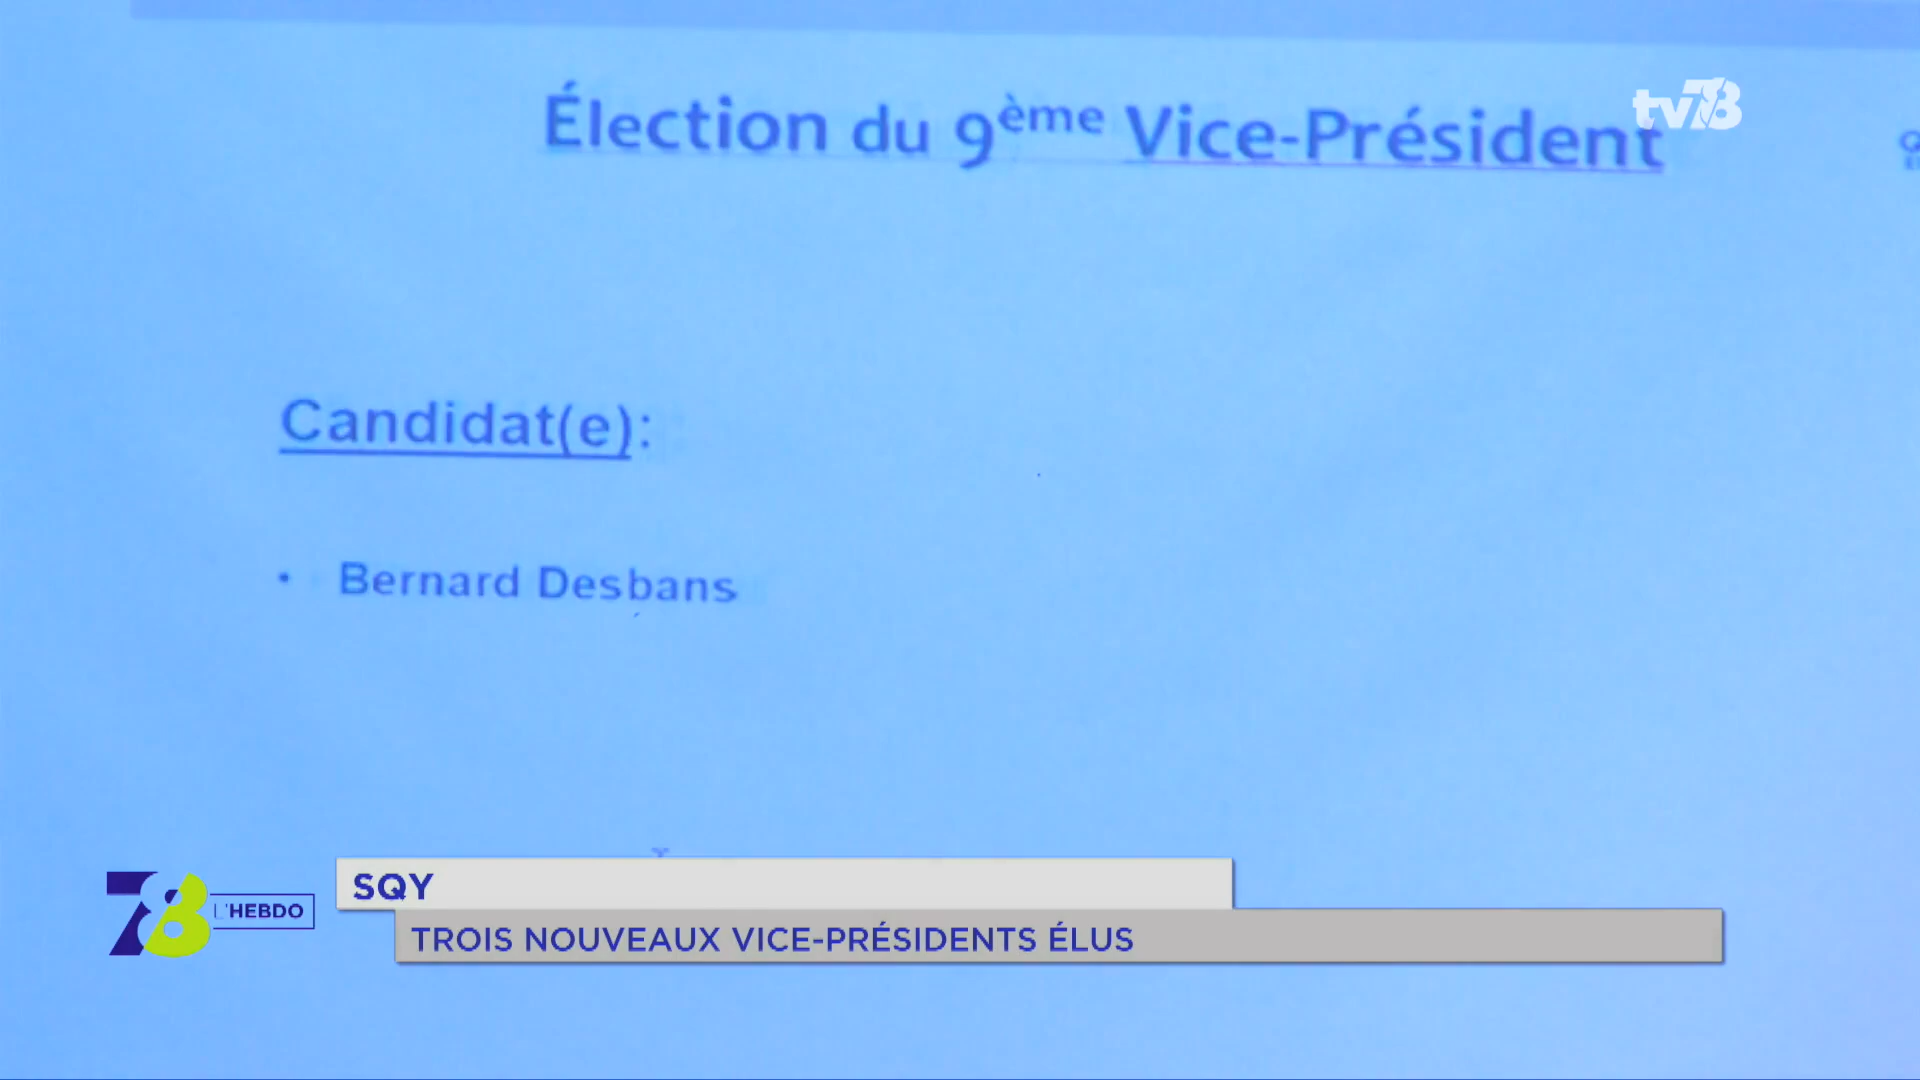 Élection du 9ème Vice-Président
tv78
Candidat(e):
• Bernard Desbans
78
L'HEBDO
SQY
TROIS NOUVEAUX VICE-PRÉSIDENTS ÉLUS